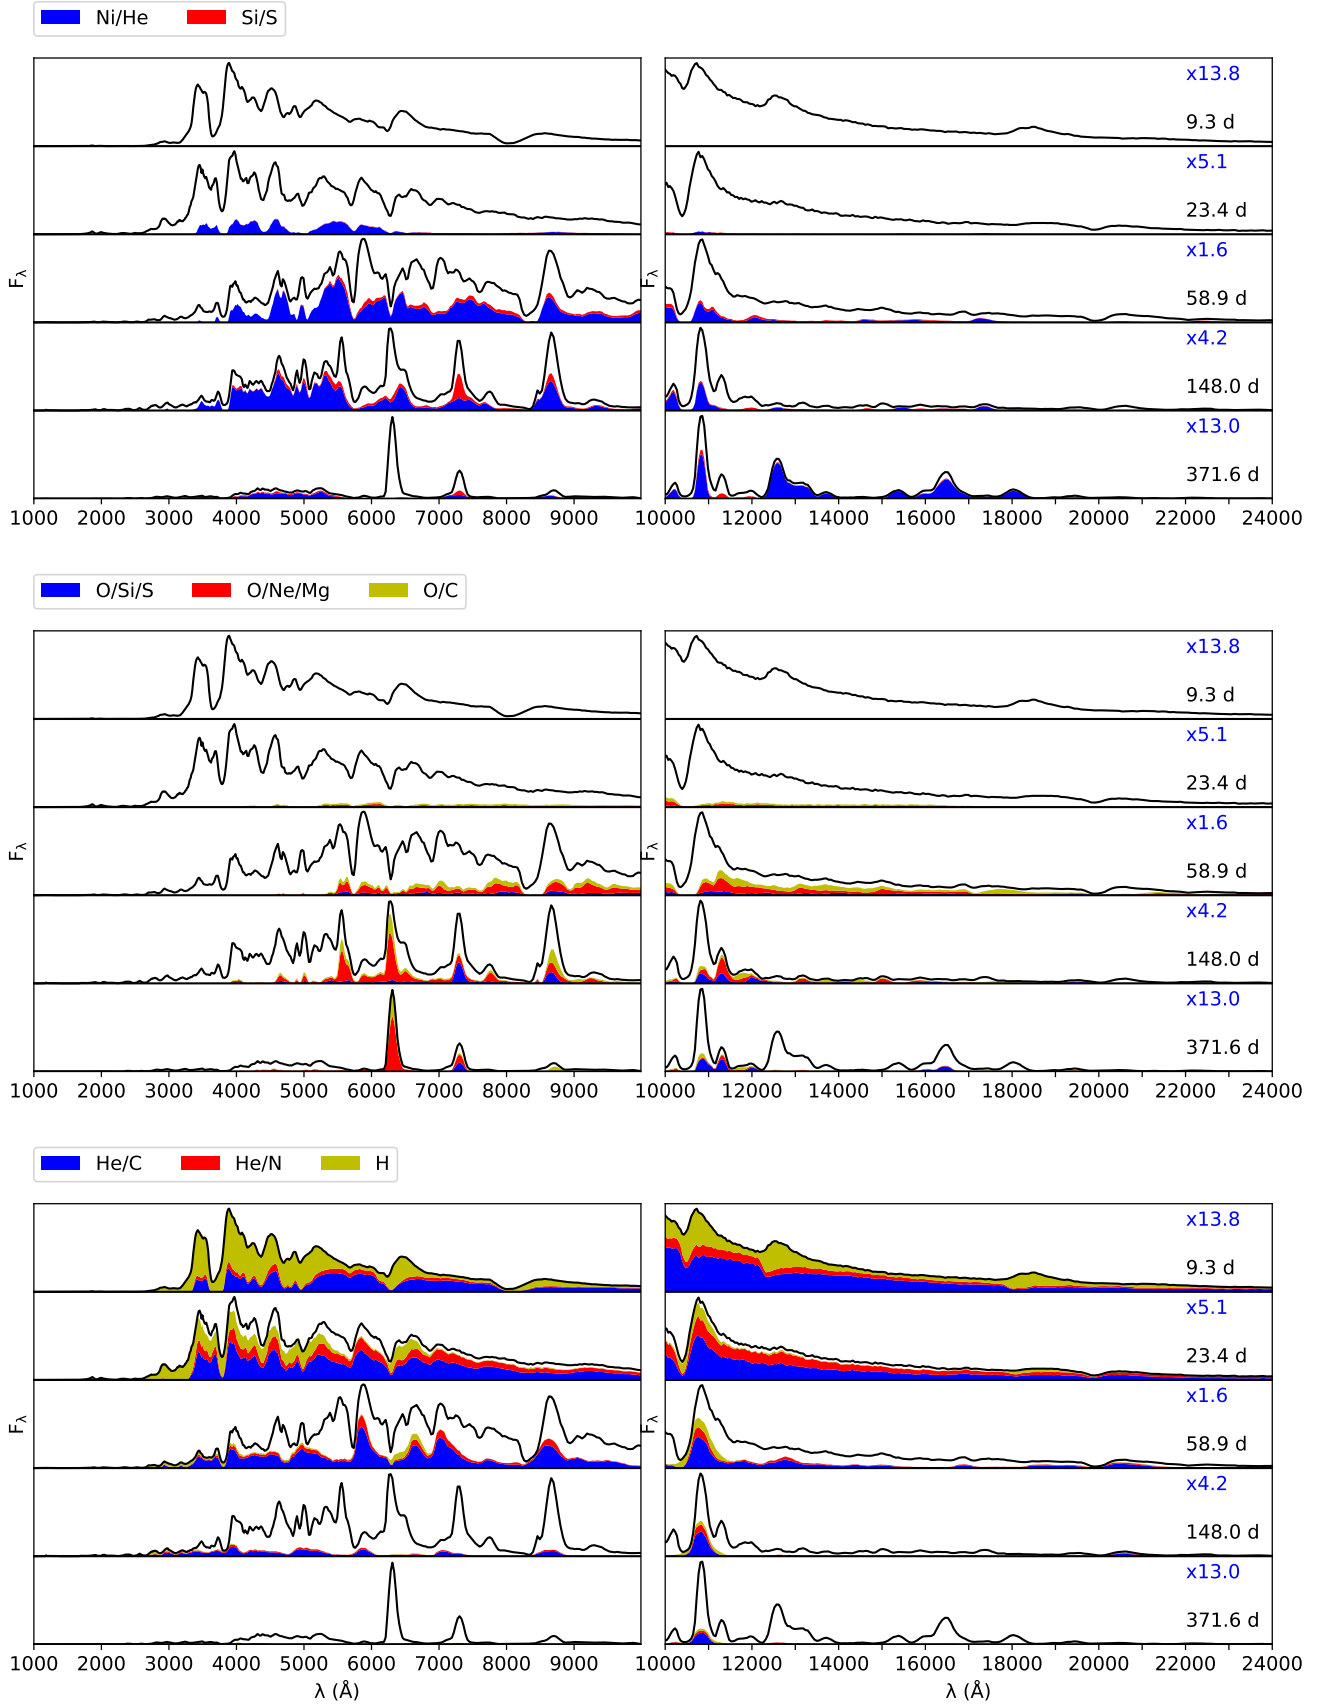 Ni/He Si/S
x13.8
9.3 d
x5.1
23.4 d
x1.6
58.9 d
x4.2
148.0 d
x13.0
371.6 d
F_λ F_λ
1000 2000 3000 4000 5000 6000 7000 8000 9000 10000 12000 14000 16000 18000 20000 22000 24000
O/Si/S O/Ne/Mg O/C
x13.8
9.3 d
x5.1
23.4 d
x1.6
58.9 d
x4.2
148.0 d
x13.0
371.6 d
F_λ F_λ
1000 2000 3000 4000 5000 6000 7000 8000 9000 10000 12000 14000 16000 18000 20000 22000 24000
He/C He/N H
x13.8
9.3 d
x5.1
23.4 d
x1.6
58.9 d
x4.2
148.0 d
x13.0
371.6 d
F_λ F_λ
1000 2000 3000 4000 5000 6000 7000 8000 9000 10000 12000 14000 16000 18000 20000 22000 24000
λ (Å) λ (Å)